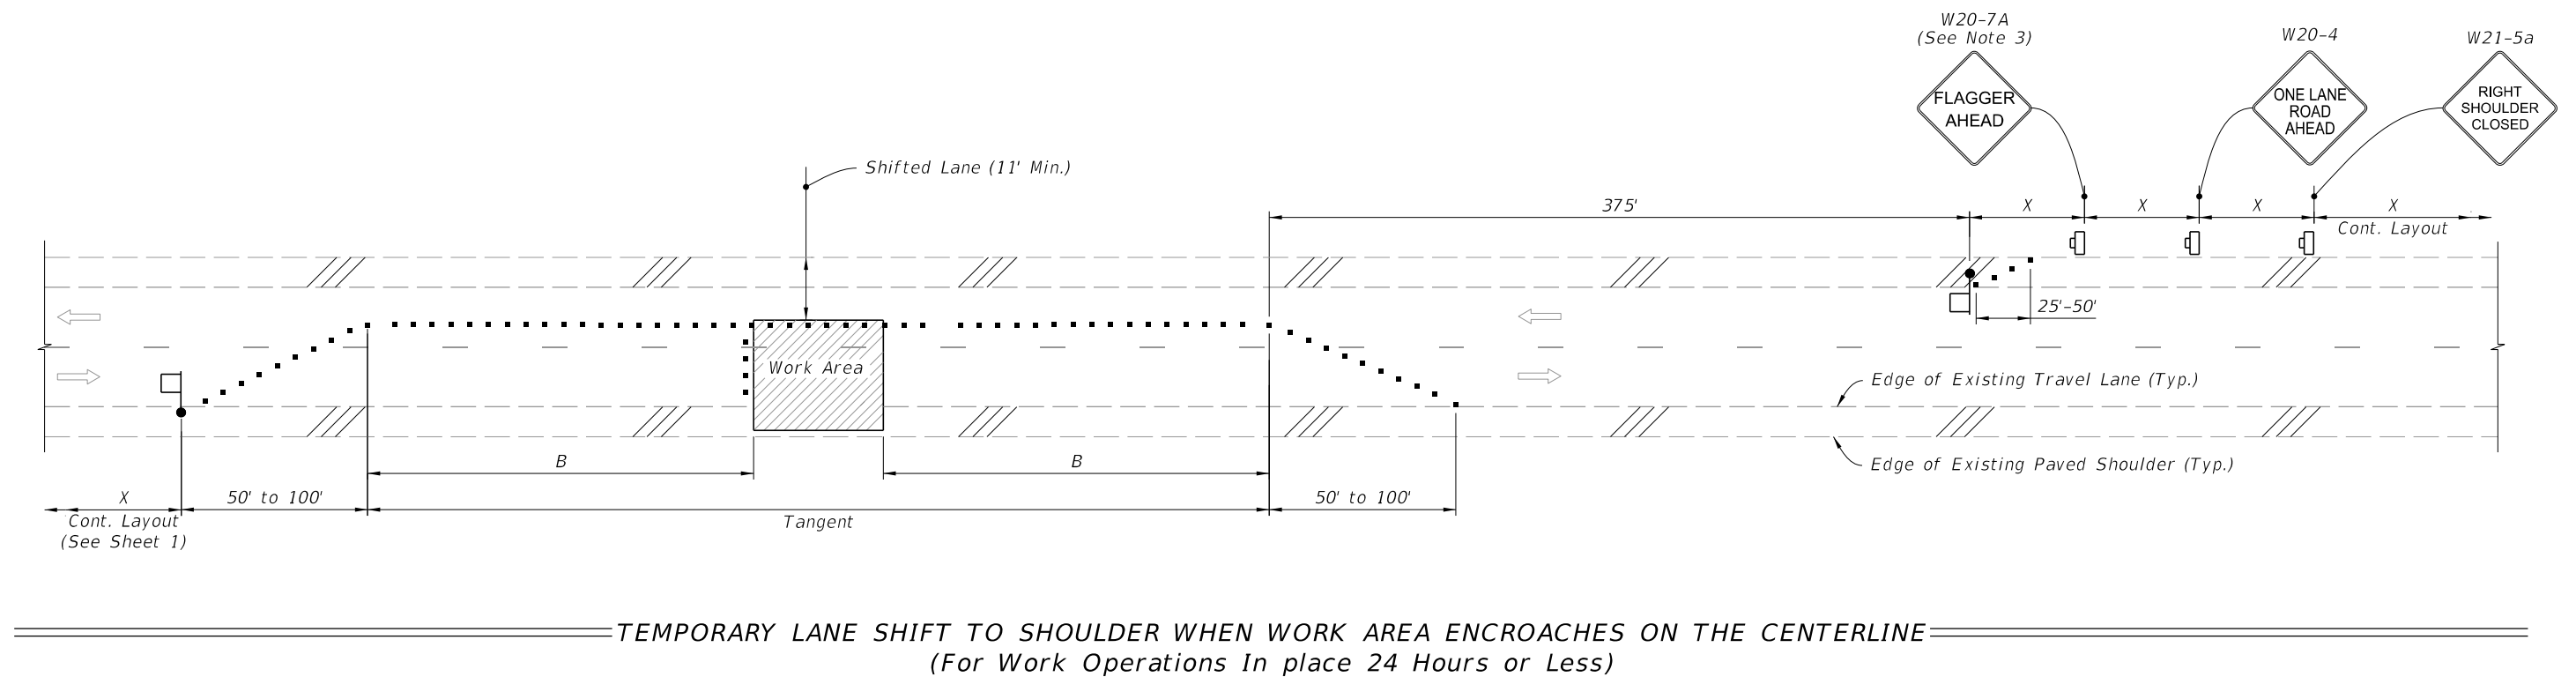 W20-7A
(See Note 3)
W20-4
W21-5a
FLAGGER
AHEAD
ONE LANE
ROAD
AHEAD
RIGHT
SHOULDER
CLOSED
Shifted Lane (11' Min.)
375'
X
X
X
X
Cont. Layout
25'-50'
Work Area
Edge of Existing Travel Lane (Typ.)
Edge of Existing Paved Shoulder (Typ.)
B
B
X
50' to 100'
50' to 100'
Cont. Layout
(See Sheet 1)
Tangent
TEMPORARY LANE SHIFT TO SHOULDER WHEN WORK AREA ENCROACHES ON THE CENTERLINE
(For Work Operations In place 24 Hours or Less)